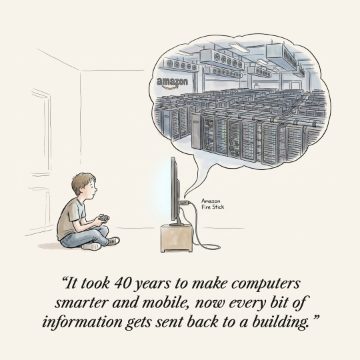 amazon
Amazon
Fire Stick
“It took 40 years to make computers
smarter and mobile, now every bit of
information gets sent back to a building.”